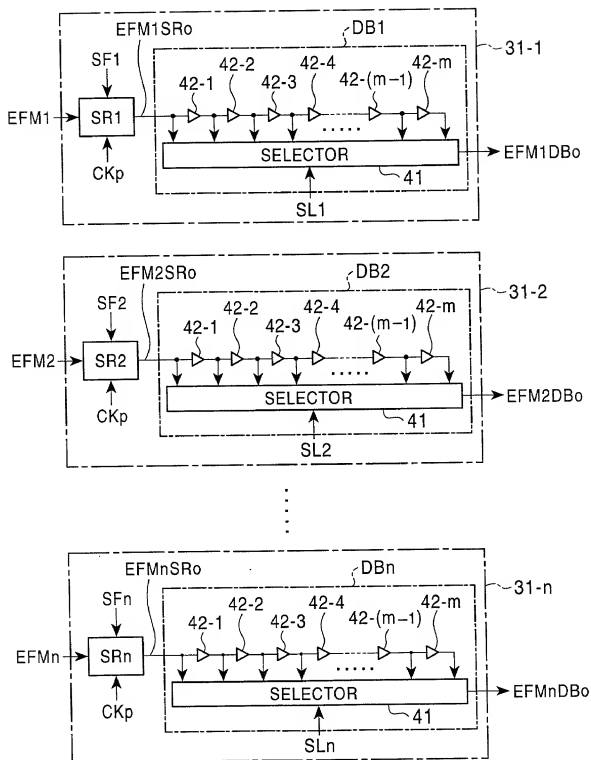 EFM1SRo
DB1
31-1
SF1
42-1
42-2
42-3
42-4
42-(m-1)
42-m
EFM1
SR1
SELECTOR
EFM1DBo
CKp
41
SL1
EFM2SRo
DB2
31-2
SF2
42-1
42-2
42-3
42-4
42-(m-1)
42-m
EFM2
SR2
SELECTOR
EFM2DBo
CKp
41
SL2
EFMnSRo
DBn
31-n
SFn
42-1
42-2
42-3
42-4
42-(m-1)
42-m
EFMn
SRn
SELECTOR
EFMnDBo
CKp
41
SLn